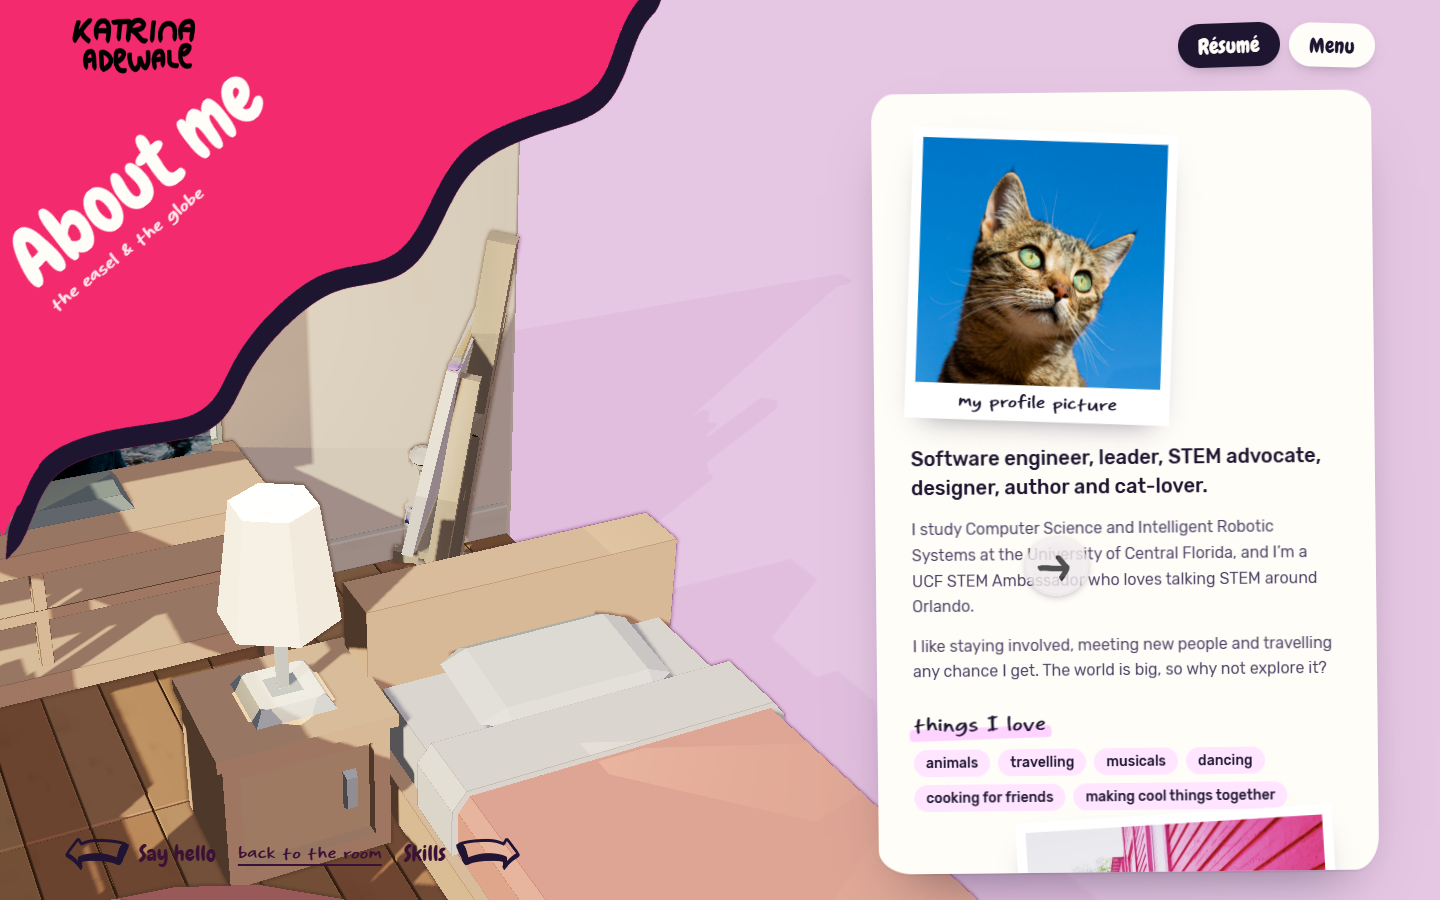 KATRINA
ADEWALE
Résumé
Menu
About me
the easel & the globe
my profile picture
Software engineer, leader, STEM advocate,
designer, author and cat-lover.
I study Computer Science and Intelligent Robotic
Systems at the University of Central Florida, and I'm a
UCF STEM Ambassador who loves talking STEM around
Orlando.
I like staying involved, meeting new people and travelling
any chance I get. The world is big, so why not explore it?
things I love
animals
travelling
musicals
dancing
cooking for friends
making cool things together
Say hello
back to the room
Skills